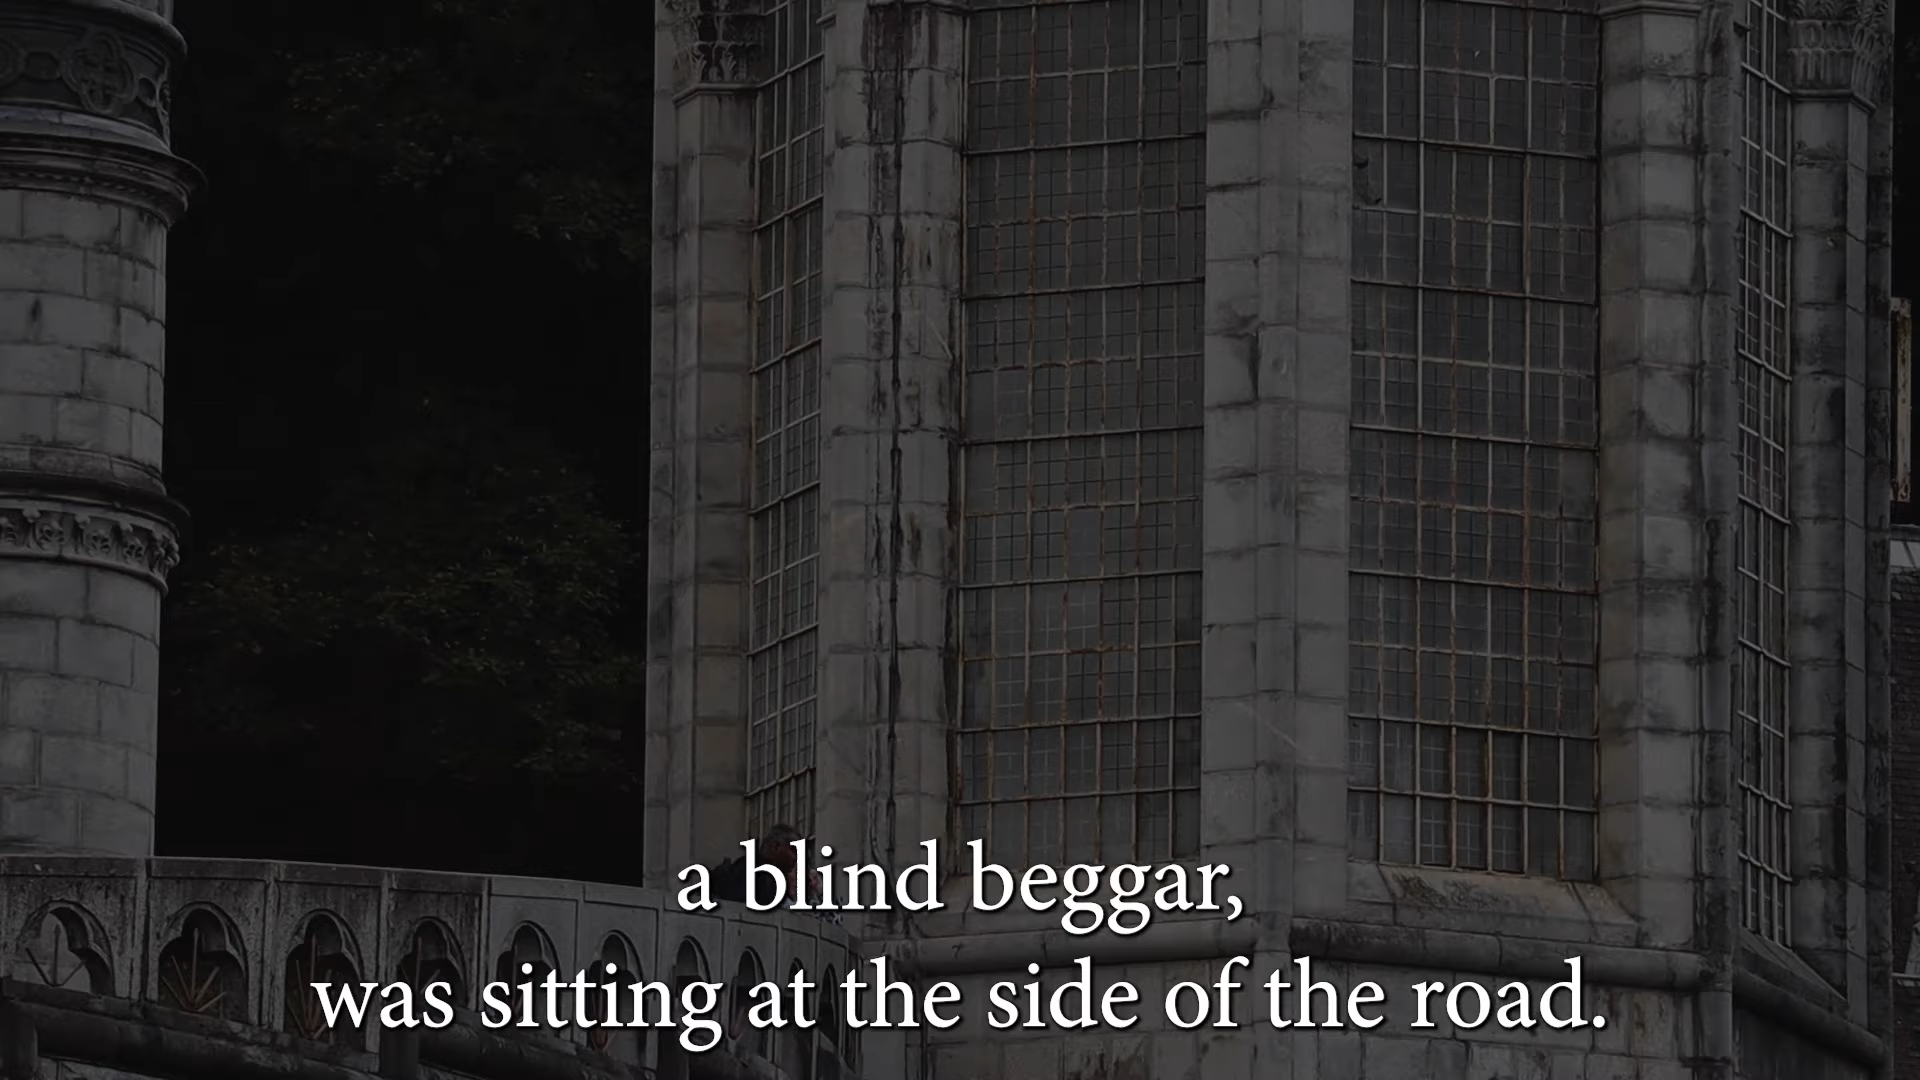 a blind beggar,
was sitting at the side of the road.